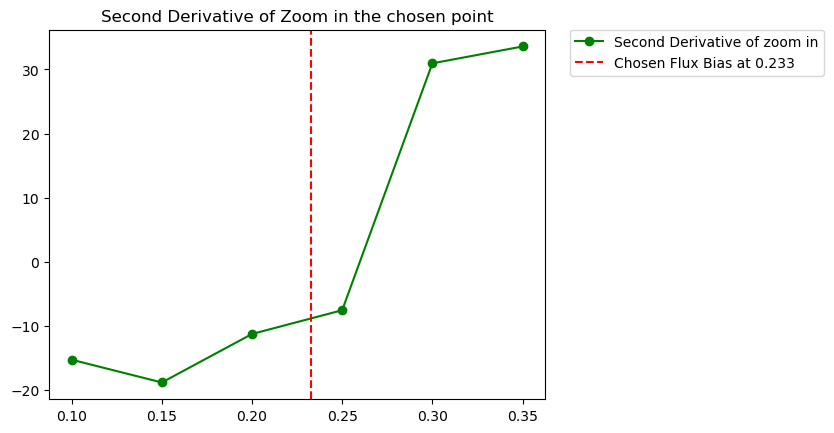 Second Derivative of Zoom in the chosen point
Second Derivative of zoom in
Chosen Flux Bias at 0.233
30
20
10
0
−10
−20
0.10 0.15 0.20 0.25 0.30 0.35